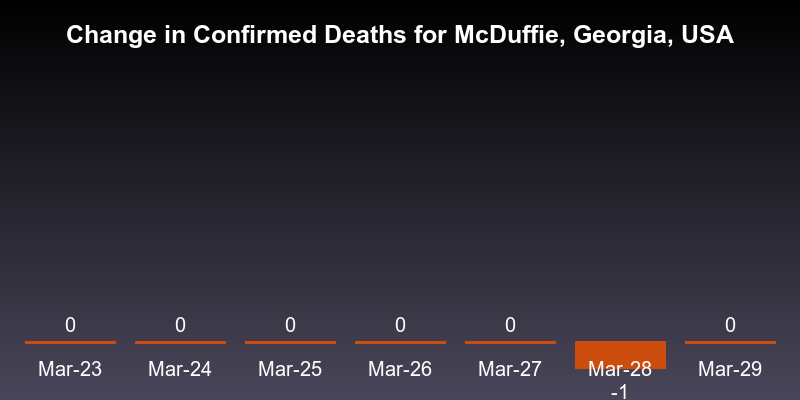 Change in Confirmed Deaths for McDuffie, Georgia, USA
0 0 0 0 0 0
Mar-23 Mar-24 Mar-25 Mar-26 Mar-27 Mar-28 Mar-29
-1